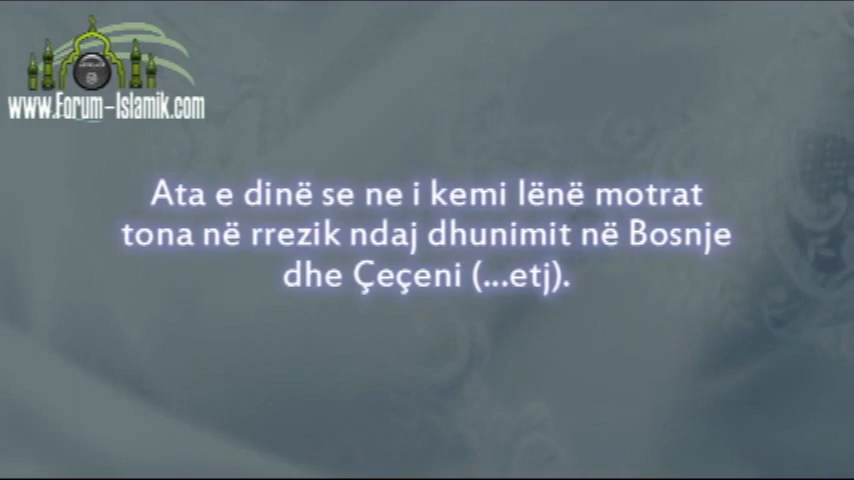 www.Forum-Islamik.com
Ata e dinë se ne i kemi lënë motrat
tona në rrezik ndaj dhunimit në Bosnje
dhe Çeçeni (...etj).